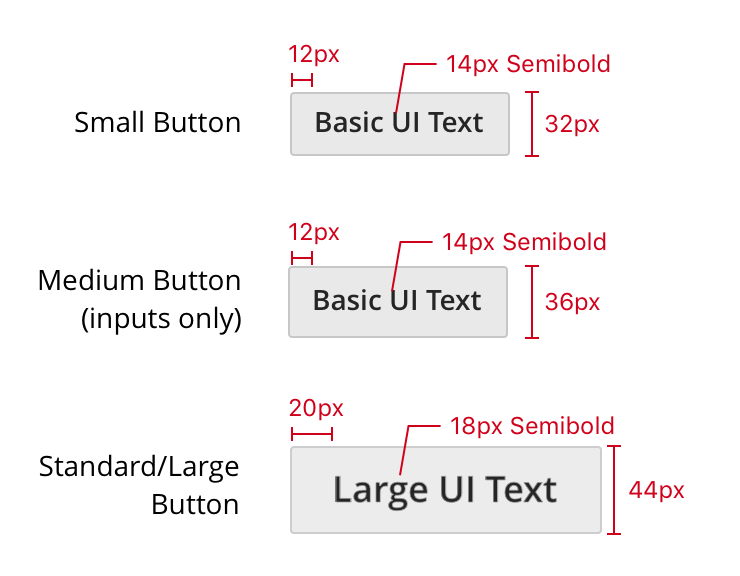 12px
14px Semibold
Small Button
Basic UI Text
32px
12px
14px Semibold
Medium Button
(inputs only)
Basic UI Text
36px
20px
18px Semibold
Standard/Large
Button
Large UI Text
44px